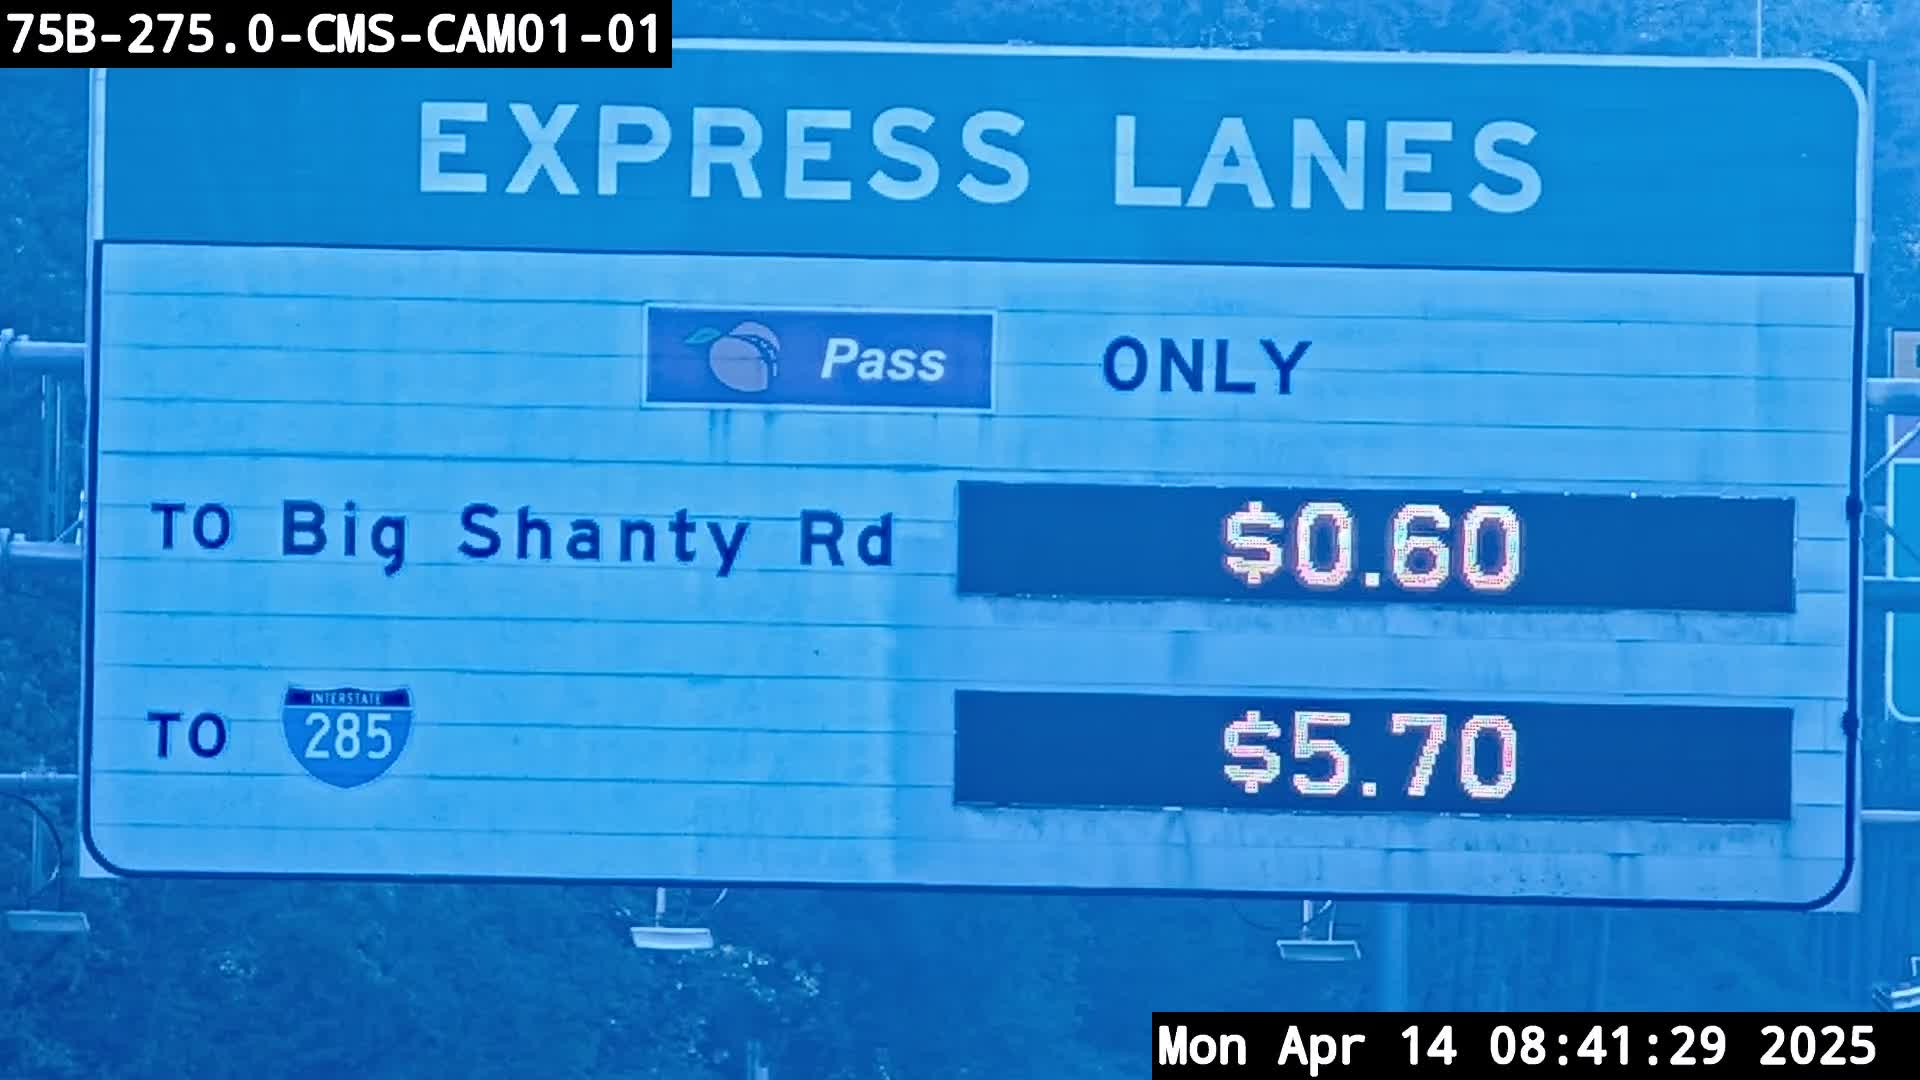 75B-275.0-CMS-CAM01-01
EXPRESS LANES
Pass ONLY
TO Big Shanty Rd $0.60
INTERSTATE
TO 285 $5.70
Mon Apr 14 08:41:29 2025